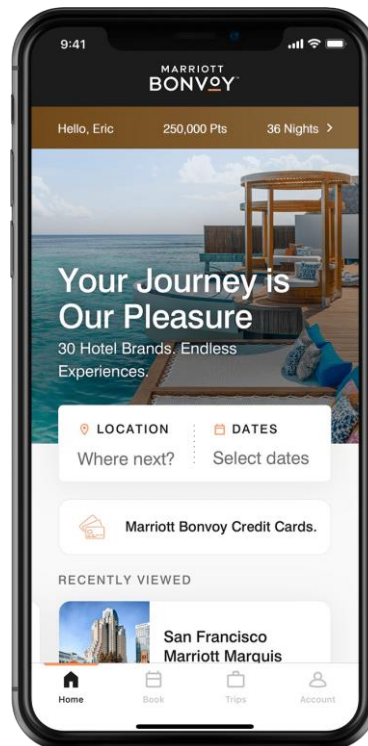 9:41
MARRIOTT
BONVOY
Hello, Eric 250,000 Pts 36 Nights >
Your Journey is
Our Pleasure
30 Hotel Brands. Endless
Experiences.
LOCATION DATES
Where next? Select dates
Marriott Bonvoy Credit Cards.
RECENTLY VIEWED
San Francisco
Marriott Marquis
Home Book Trips Account